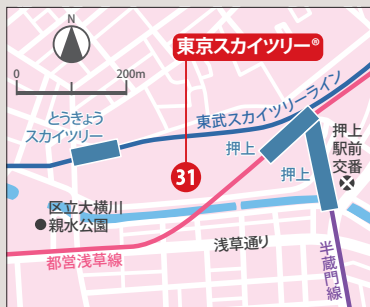 N
0
200m
東京スカイツリー®
東武スカイツリーライン
とうきょう
スカイツリー
押上
押上
押上
駅前
交番
31
区立大横川
親水公園
浅草通り
都営浅草線
半蔵門線